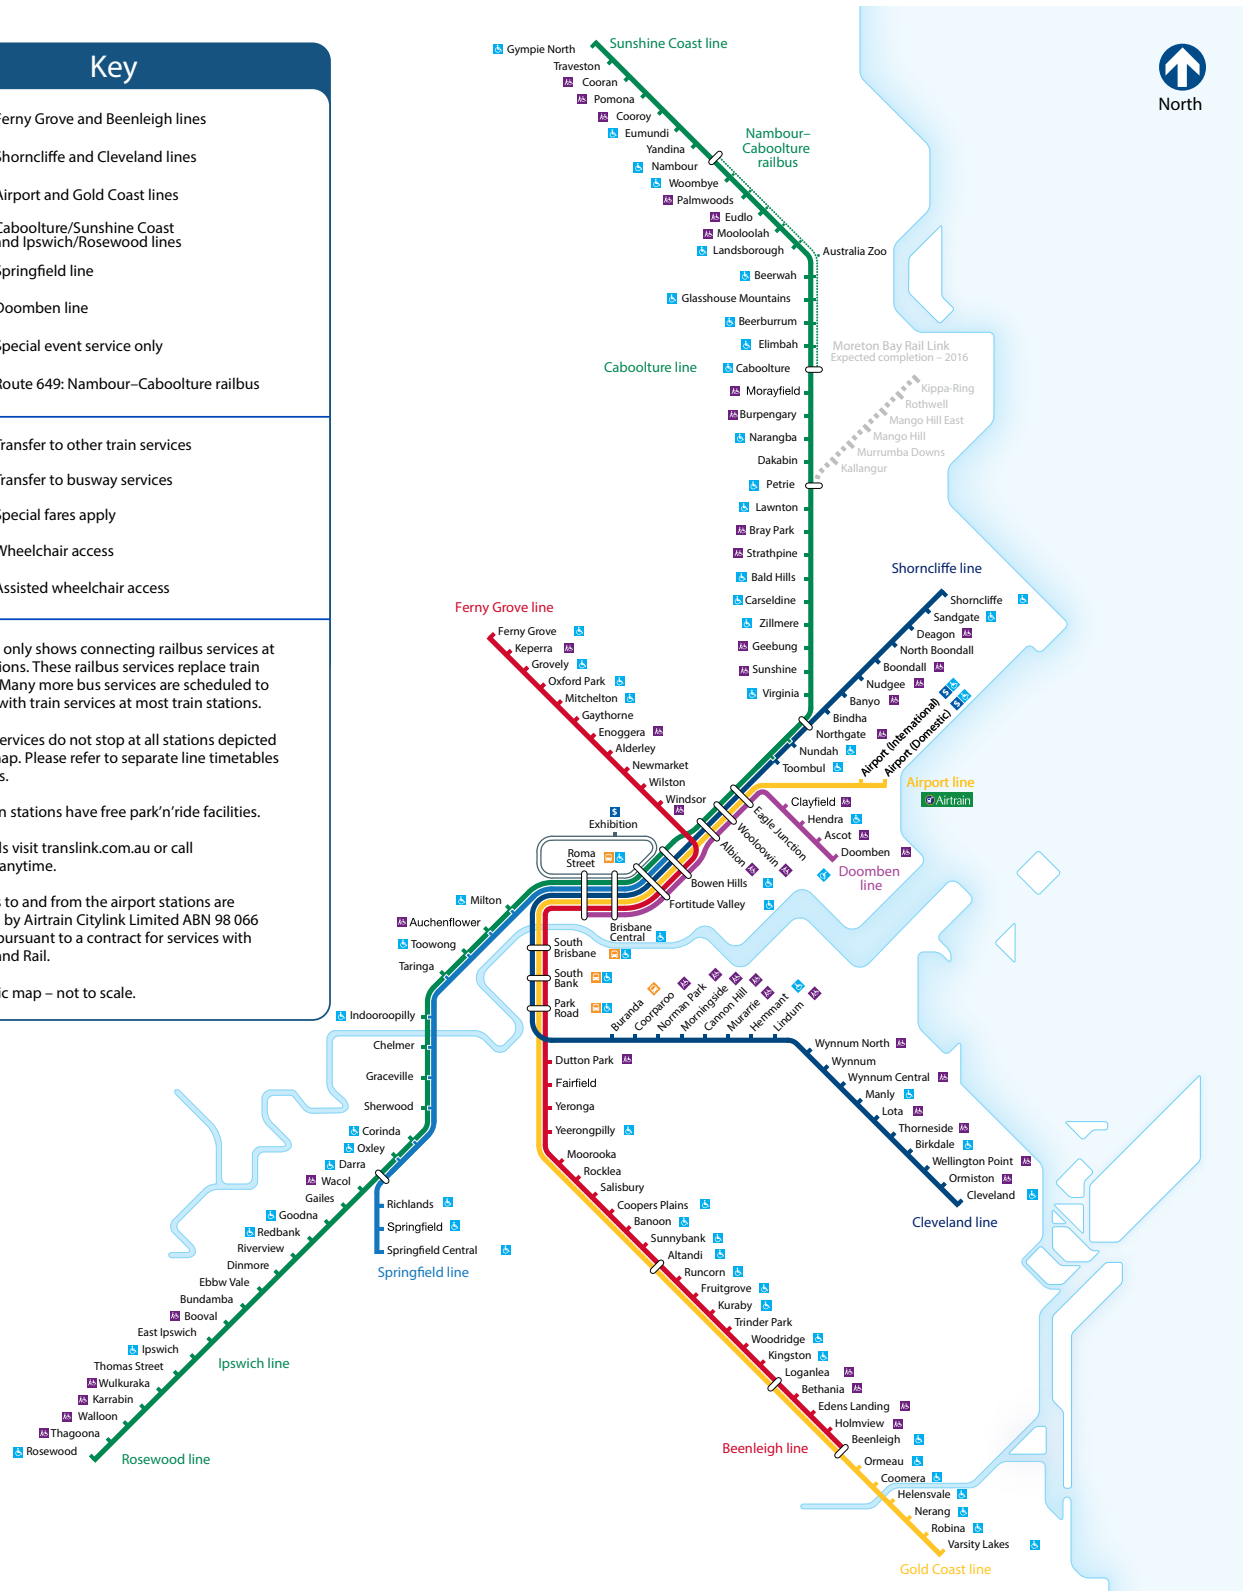 Key
Ferny Grove and Beenleigh lines
Shorncliffe and Cleveland lines
Airport and Gold Coast lines
Caboolture/Sunshine Coast
and Ipswich/Rosewood lines
Springfield line
Doomben line
Special event service only
Route 649: Nambour–Caboolture railbus
Transfer to other train services
Transfer to busway services
Special fares apply
Wheelchair access
Assisted wheelchair access
only shows connecting railbus services at
ions. These railbus services replace train
Many more bus services are scheduled to
with train services at most train stations.
ervices do not stop at all stations depicted
ap. Please refer to separate line timetables
s.
n stations have free park'n'ride facilities.
ls visit translink.com.au or call
anytime.
s to and from the airport stations are
by Airtrain Citylink Limited ABN 98 066
pursuant to a contract for services with
and Rail.
ic map – not to scale.
North
Sunshine Coast line
Gympie North
Traveston
Cooran
Pomona
Cooroy
Eumundi
Yandina
Nambour
Woombye
Palmwoods
Eudlo
Mooloolah
Landsborough
Nambour–
Caboolture
railbus
Australia Zoo
Beerwah
Glasshouse Mountains
Beerburrum
Elimbah
Caboolture line
Caboolture
Moreton Bay Rail Link
Expected completion – 2016
Kippa-Ring
Rothwell
Mango Hill East
Mango Hill
Murrumba Downs
Kallangur
Morayfield
Burpengary
Narangba
Dakabin
Petrie
Lawnton
Bray Park
Strathpine
Bald Hills
Carseldine
Zillmere
Geebung
Sunshine
Virginia
Shorncliffe line
Shorncliffe
Sandgate
Deagon
North Boondall
Boondall
Nudgee
Banyo
Bindha
Northgate
Nundah
Toombul
Airport (International)
Airport (Domestic)
Airport line
Airtrain
Ferny Grove line
Ferny Grove
Keperra
Grovely
Oxford Park
Mitchelton
Gaythorne
Enoggera
Alderley
Newmarket
Wilston
Windsor
Clayfield
Hendra
Ascot
Doomben
Doomben
line
Eagle Junction
Wooloowin
Albion
Bowen Hills
Fortitude Valley
Exhibition
Roma
Street
Brisbane
Central
Milton
Auchenflower
Toowong
Taringa
Indooroopilly
Chelmer
Graceville
Sherwood
Corinda
Oxley
Darra
Wacol
Gailes
Goodna
Redbank
Riverview
Dinmore
Ebbw Vale
Bundamba
Booval
East Ipswich
Ipswich
Thomas Street
Wulkuraka
Karrabin
Walloon
Thagoona
Rosewood
Ipswich line
Rosewood line
Richlands
Springfield
Springfield Central
Springfield line
South
Brisbane
South
Bank
Park
Road
Buranda
Coorparoo
Norman Park
Morningside
Cannon Hill
Murarrie
Hemmant
Lindum
Wynnum North
Wynnum
Wynnum Central
Manly
Lota
Thorneside
Birkdale
Wellington Point
Ormiston
Cleveland
Cleveland line
Dutton Park
Fairfield
Yeronga
Yeerongpilly
Moorooka
Rocklea
Salisbury
Coopers Plains
Banoon
Sunnybank
Altandi
Runcorn
Fruitgrove
Kuraby
Trinder Park
Woodridge
Kingston
Loganlea
Bethania
Edens Landing
Holmview
Beenleigh
Beenleigh line
Ormeau
Coomera
Helensvale
Nerang
Robina
Varsity Lakes
Gold Coast line